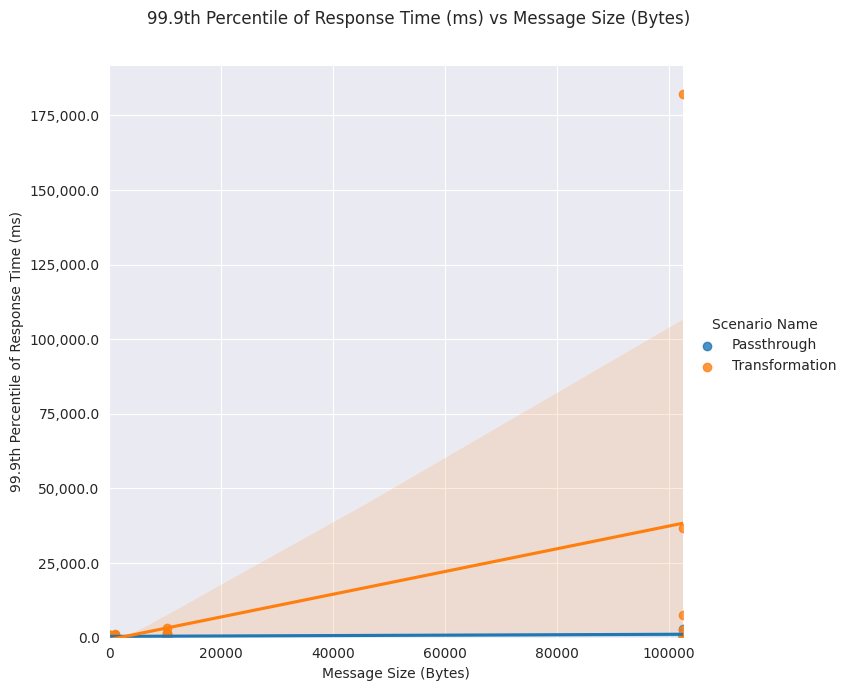 99.9th Percentile of Response Time (ms) vs Message Size (Bytes)
175,000.0
150,000.0
125,000.0
100,000.0
75,000.0
50,000.0
25,000.0
0.0
99.9th Percentile of Response Time (ms)
0
20000
40000
60000
80000
100000
Message Size (Bytes)
Scenario Name
Passthrough
Transformation